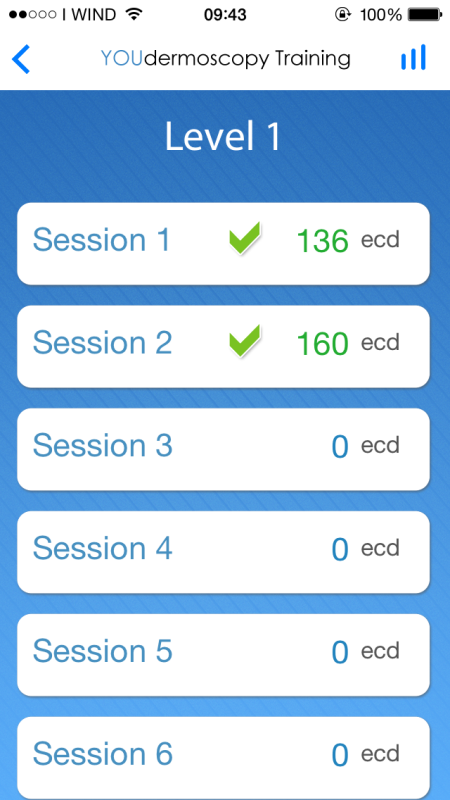 I WIND 09:43 100%
YOUdermoscopy Training
Level 1
Session 1 136 ecd
Session 2 160 ecd
Session 3 0 ecd
Session 4 0 ecd
Session 5 0 ecd
Session 6 0 ecd